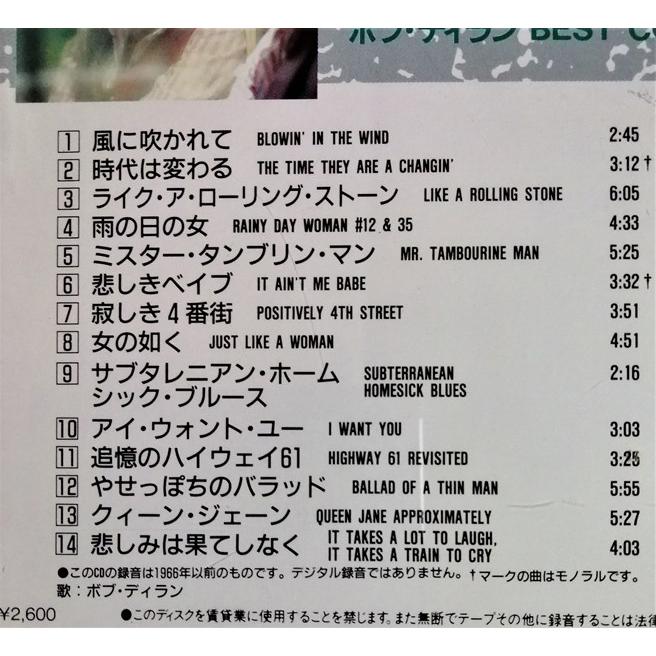 ボブ・ディラン BEST
1 風に吹かれて BLOWIN' IN THE WIND 2:45
2 時代は変わる THE TIME THEY ARE A CHANGIN' 3:12†
3 ライク・ア・ローリング・ストーン LIKE A ROLLING STONE 6:05
4 雨の日の女 RAINY DAY WOMAN #12 & 35 4:33
5 ミスター・タンブリン・マン MR. TAMBOURINE MAN 5:25
6 悲しきベイブ IT AIN'T ME BABE 3:32†
7 寂しき4番街 POSITIVELY 4TH STREET 3:51
8 女の如く JUST LIKE A WOMAN 4:51
9 サブタレニアン・ホーム SUBTERRANEAN 2:16
シック・ブルース HOMESICK BLUES
10 アイ・ウォント・ユー I WANT YOU 3:03
11 追憶のハイウェイ61 HIGHWAY 61 REVISITED 3:25
12 やせっぽちのバラッド BALLAD OF A THIN MAN 5:55
13 クィーン・ジェーン QUEEN JANE APPROXIMATELY 5:27
14 悲しみは果てしなく IT TAKES A LOT TO LAUGH, 4:03
IT TAKES A TRAIN TO CRY
●このCDの録音は1966年以前のものです。デジタル録音ではありません。†マークの曲はモノラルです。
歌：ボブ・ディラン
¥2,600 ●このディスクを賃貸業に使用することを禁じます。また無断でテープその他に録音することは法律